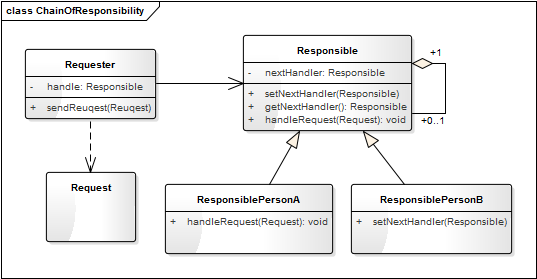 class ChainOfResponsibility
Requester
- handle: Responsible
+ sendReuqest(Reuqest)
Responsible
- nextHandler: Responsible
+ setNextHandler(Responsible)
+ getNextHandler(): Responsible
+ handleRequest(Request): void
+1
+0..1
Request
ResponsiblePersonA
+ handleRequest(Request): void
ResponsiblePersonB
+ setNextHandler(Responsible)